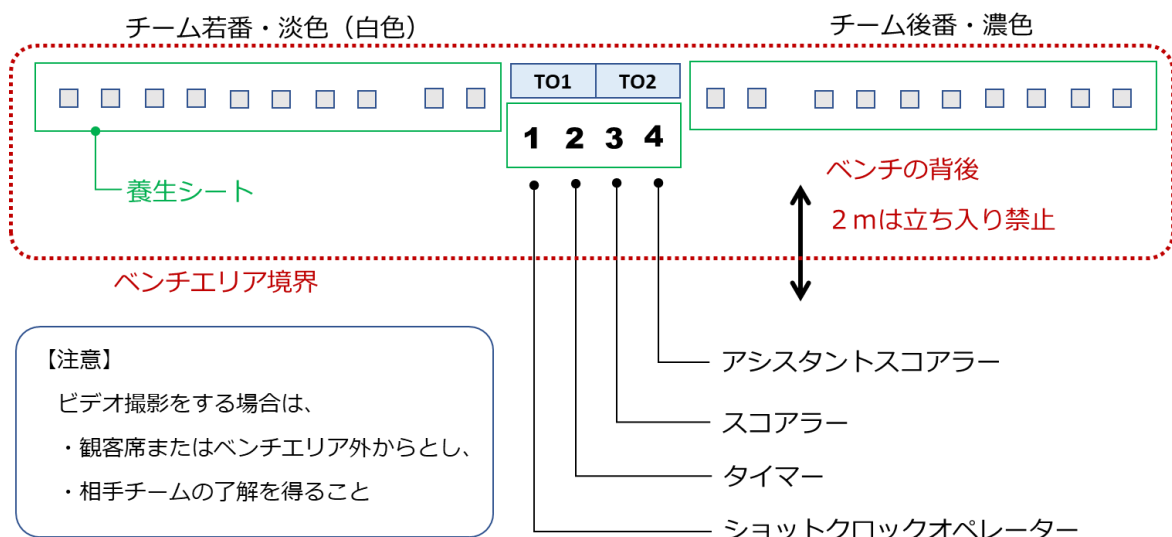 チーム若番・淡色（白色）
チーム後番・濃色
TO1 TO2
1 2 3 4
養生シート
ベンチの背後
２ｍは立ち入り禁止
ベンチエリア境界
【注意】
ビデオ撮影をする場合は、
・観客席またはベンチエリア外からとし、
・相手チームの了解を得ること
アシスタントスコアラー
スコアラー
タイマー
ショットクロックオペレーター